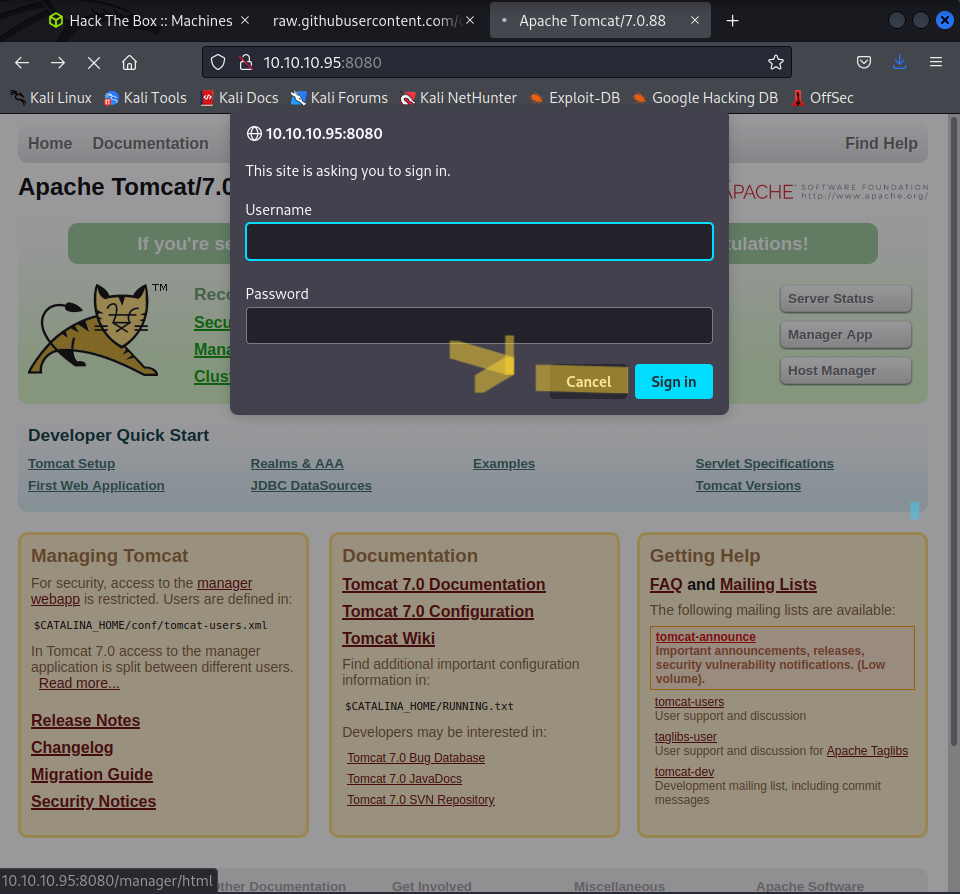 Hack The Box :: Machines
raw.githubusercontent.com/
Apache Tomcat/7.0.88
10.10.10.95:8080
Kali Linux
Kali Tools
Kali Docs
Kali Forums
Kali NetHunter
Exploit-DB
Google Hacking DB
OffSec
Home
Documentation
Find Help
10.10.10.95:8080
This site is asking you to sign in.
Username
Password
Cancel
Sign in
Apache Tomcat/7.0
APACHE SOFTWARE FOUNDATION
http://www.apache.org/
If you're se
ulations!
TM
Server Status
Manager App
Host Manager
Developer Quick Start
Tomcat Setup
Realms & AAA
Examples
Servlet Specifications
First Web Application
JDBC DataSources
Tomcat Versions
Managing Tomcat
For security, access to the manager
webapp is restricted. Users are defined in:
$CATALINA_HOME/conf/tomcat-users.xml
In Tomcat 7.0 access to the manager
application is split between different users.
Read more...
Release Notes
Changelog
Migration Guide
Security Notices
Documentation
Tomcat 7.0 Documentation
Tomcat 7.0 Configuration
Tomcat Wiki
Find additional important configuration
information in:
$CATALINA_HOME/RUNNING.txt
Developers may be interested in:
Tomcat 7.0 Bug Database
Tomcat 7.0 JavaDocs
Tomcat 7.0 SVN Repository
Getting Help
FAQ and Mailing Lists
The following mailing lists are available:
tomcat-announce
Important announcements, releases,
security vulnerability notifications. (Low
volume).
tomcat-users
User support and discussion
taglibs-user
User support and discussion for Apache Taglibs
tomcat-dev
Development mailing list, including commit
messages
10.10.10.95:8080/manager/html
ther Documentation
Get Involved
Miscellaneous
Apache Software